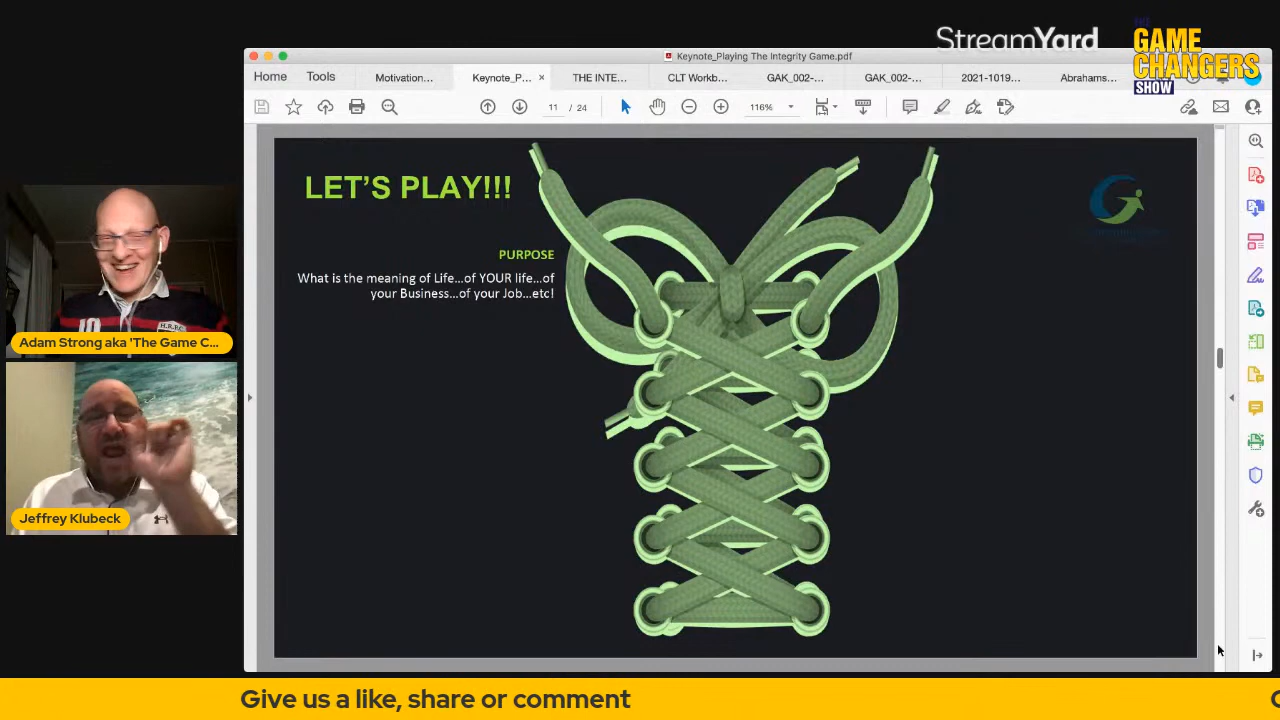 StreamYard
THE
GAME
CHANGERS
SHOW
Keynote_Playing The Integrity Game.pdf
Home
Tools
Motivation...
Keynote_P... ×
THE INTE...
CLT Workb...
GAK_002-...
GAK_002-...
2021-1019...
Abrahams...
11 / 24
116%
LET'S PLAY!!!
PURPOSE
What is the meaning of Life...of YOUR life...of
your Business...of your Job...etc!
10
H.R.F.C.
Adam Strong aka 'The Game C...
Jeffrey Klubeck
Give us a like, share or comment